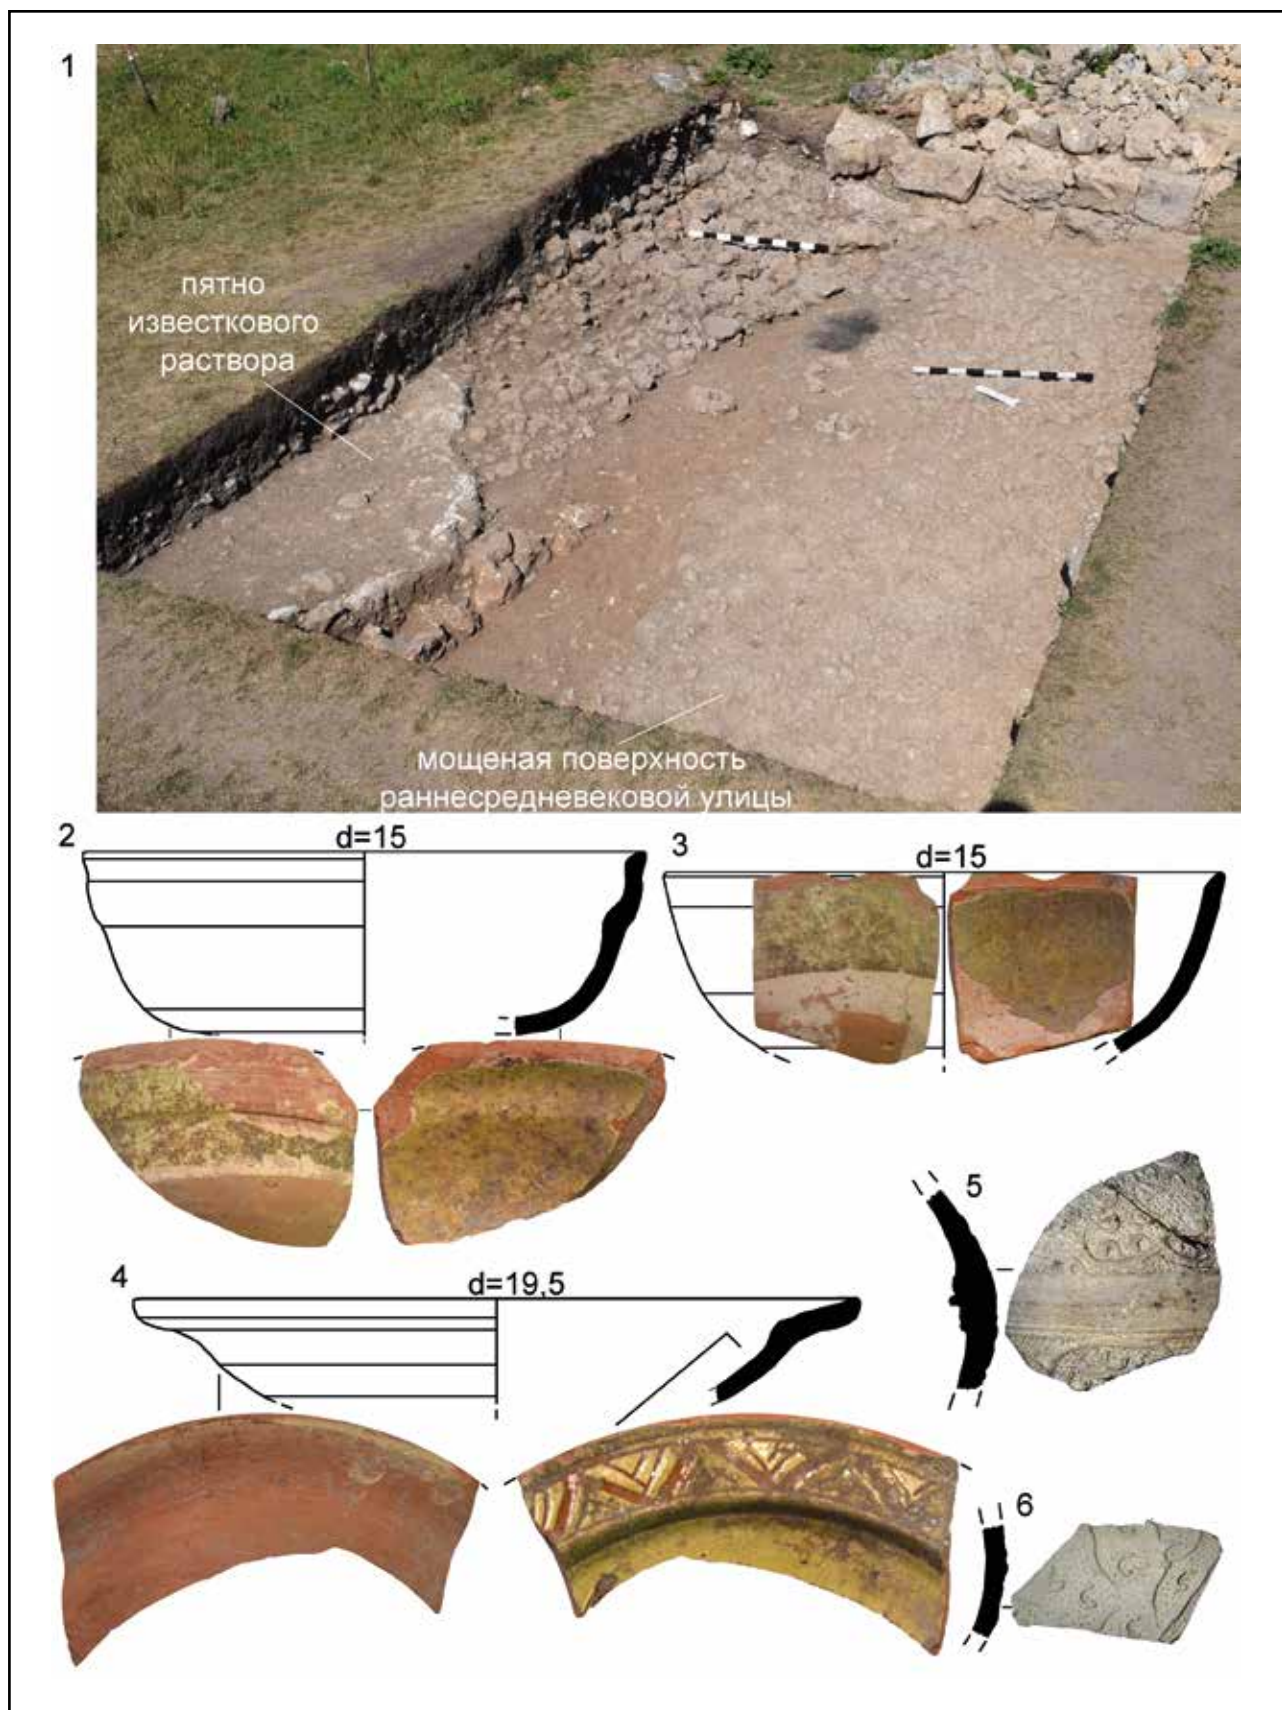 1
пятно
известкового
раствора
мощеная поверхность
раннесредневековой улицы
2
d=15
3
d=15
4
d=19,5
5
6